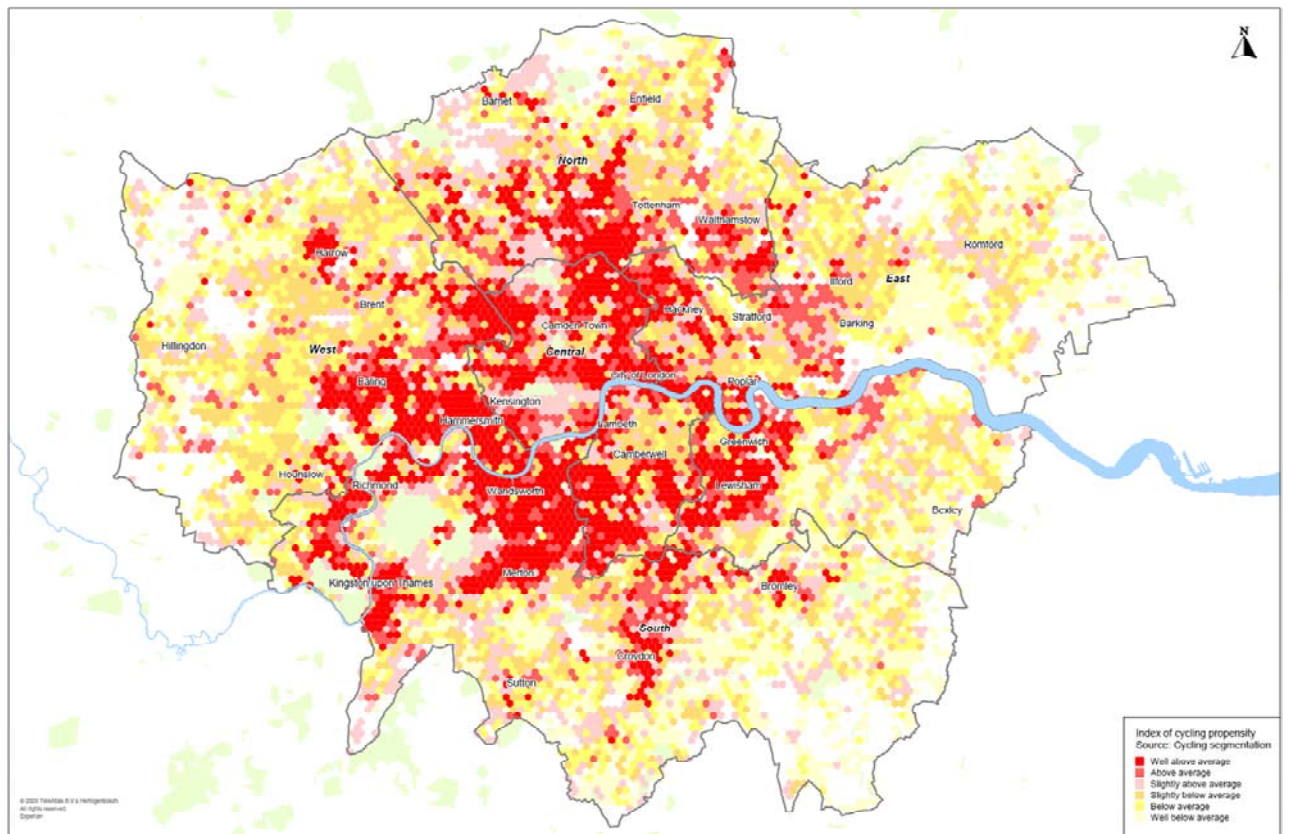 N
Barnet
Enfield
North
Tottenham
Walthamstow
Harrow
Romford
Ilford
East
Brent
Hackney
Stratford
Barking
Camden Town
Hillingdon
West
Central
Ealing
City of London
Poplar
Kensington
Hammersmith
Lambeth
Greenwich
Camberwell
Hounslow
Richmond
Wandsworth
Lewisham
Bexley
Merton
Kingston upon Thames
Bromley
South
Croydon
Sutton
Index of cycling propensity
Source: Cycling segmentation
Well above average
Above average
Slightly above average
Slightly below average
Below average
Well below average
All rights reserved
Experian